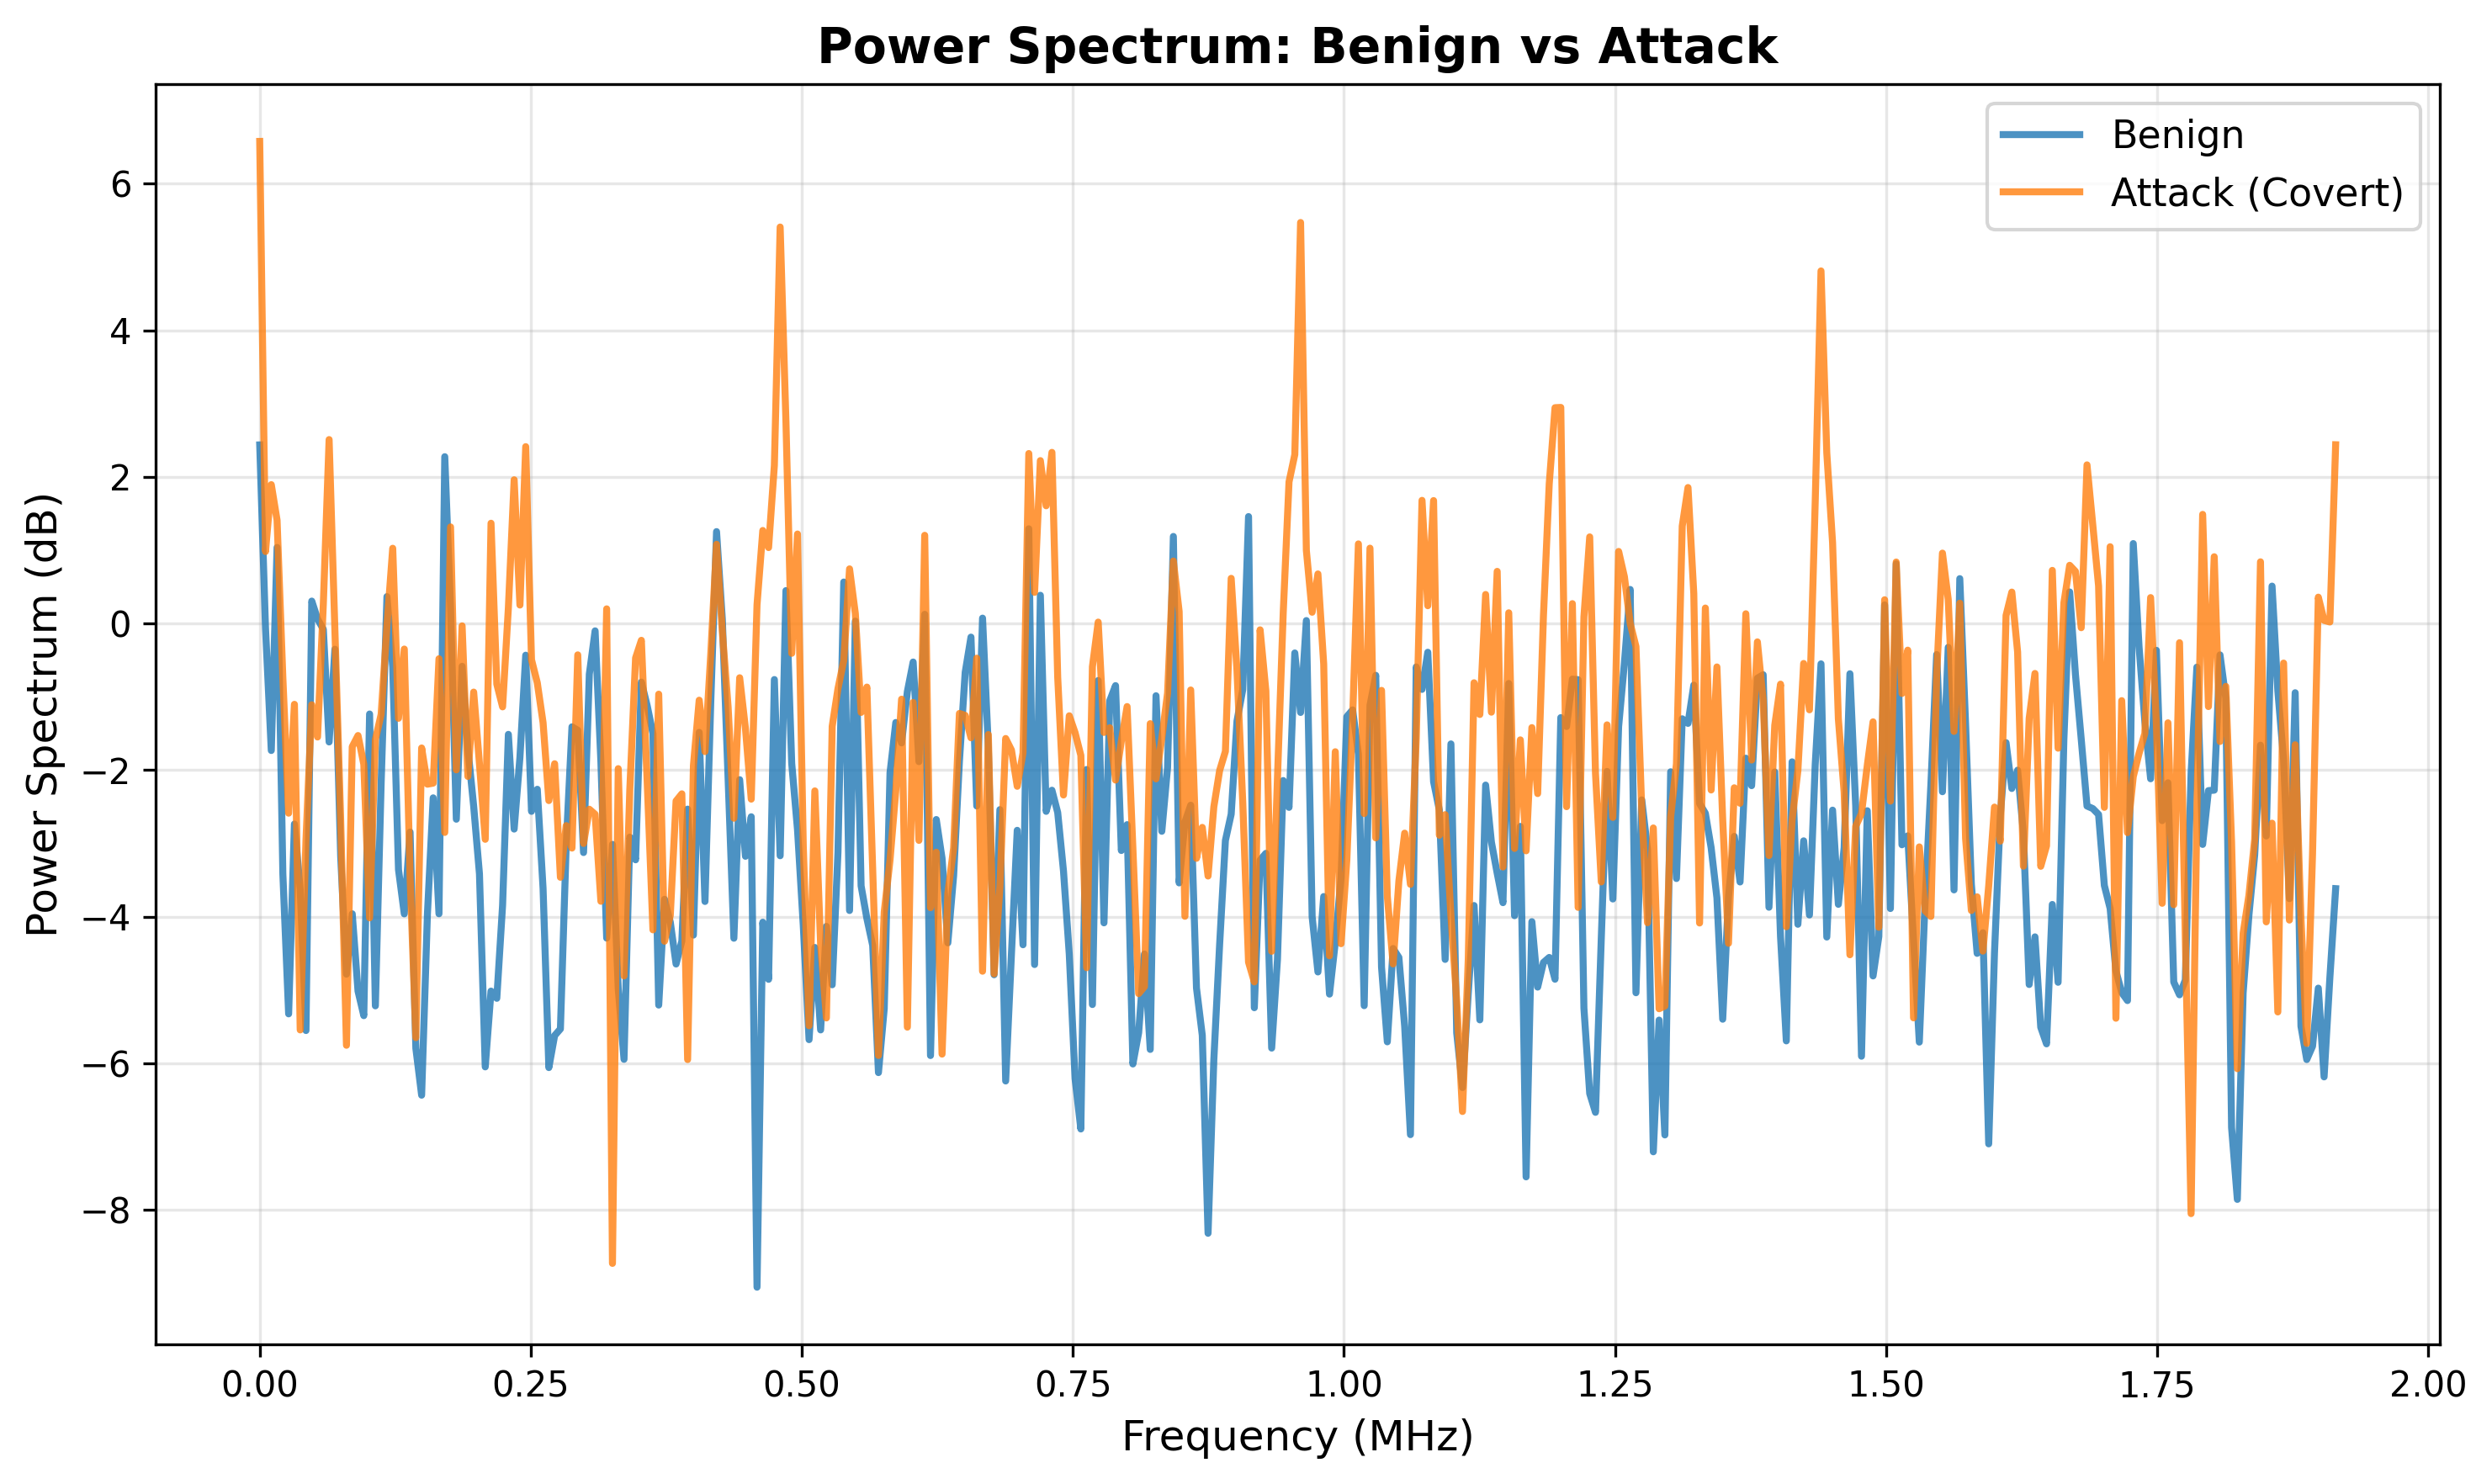 Power Spectrum: Benign vs Attack
Benign
Attack (Covert)
Power Spectrum (dB)
6
4
2
0
−2
−4
−6
−8
0.00 0.25 0.50 0.75 1.00 1.25 1.50 1.75 2.00
Frequency (MHz)